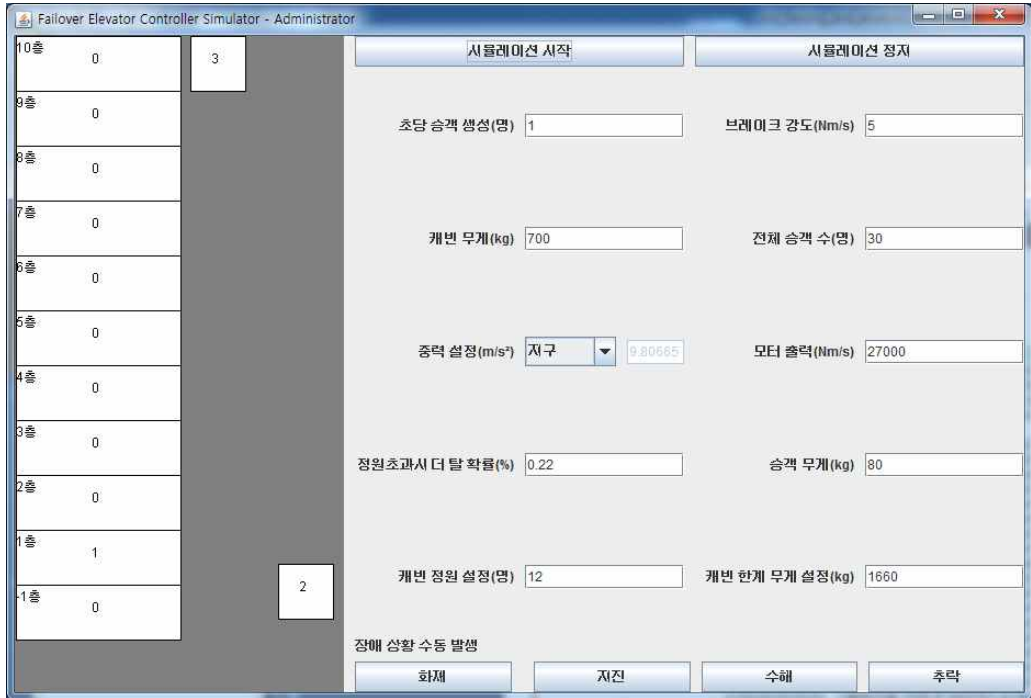 Failover Elevator Controller Simulator - Administrator
10층
0
3
9층
0
8층
0
7층
0
6층
0
5층
0
4층
0
3층
0
2층
0
1층
1
2
-1층
0
시뮬레이션 시작
시뮬레이션 정지
초당 승객 생성(명) 1
브레이크 강도(Nm/s) 5
캐빈 무게(kg) 700
전체 승객 수(명) 30
중력 설정(m/s²) 지구 9.80665
모터 출력(Nm/s) 27000
정원초과시 더 탈 확률(%) 0.22
승객 무게(kg) 80
캐빈 정원 설정(명) 12
캐빈 한계 무게 설정(kg) 1660
장애 상황 수동 발생
화재
지진
수해
추락